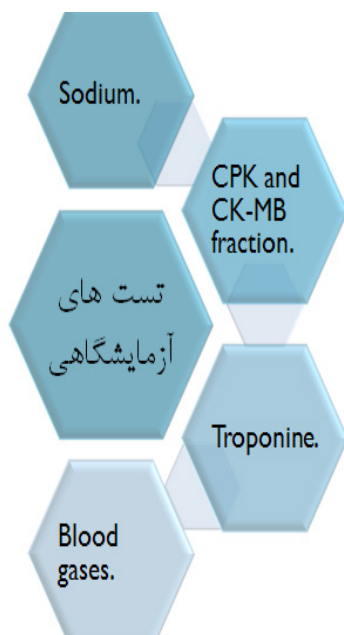 Sodium.
CPK and
CK-MB
fraction.
تست های
آزمایشگاهی
Troponine.
Blood
gases.